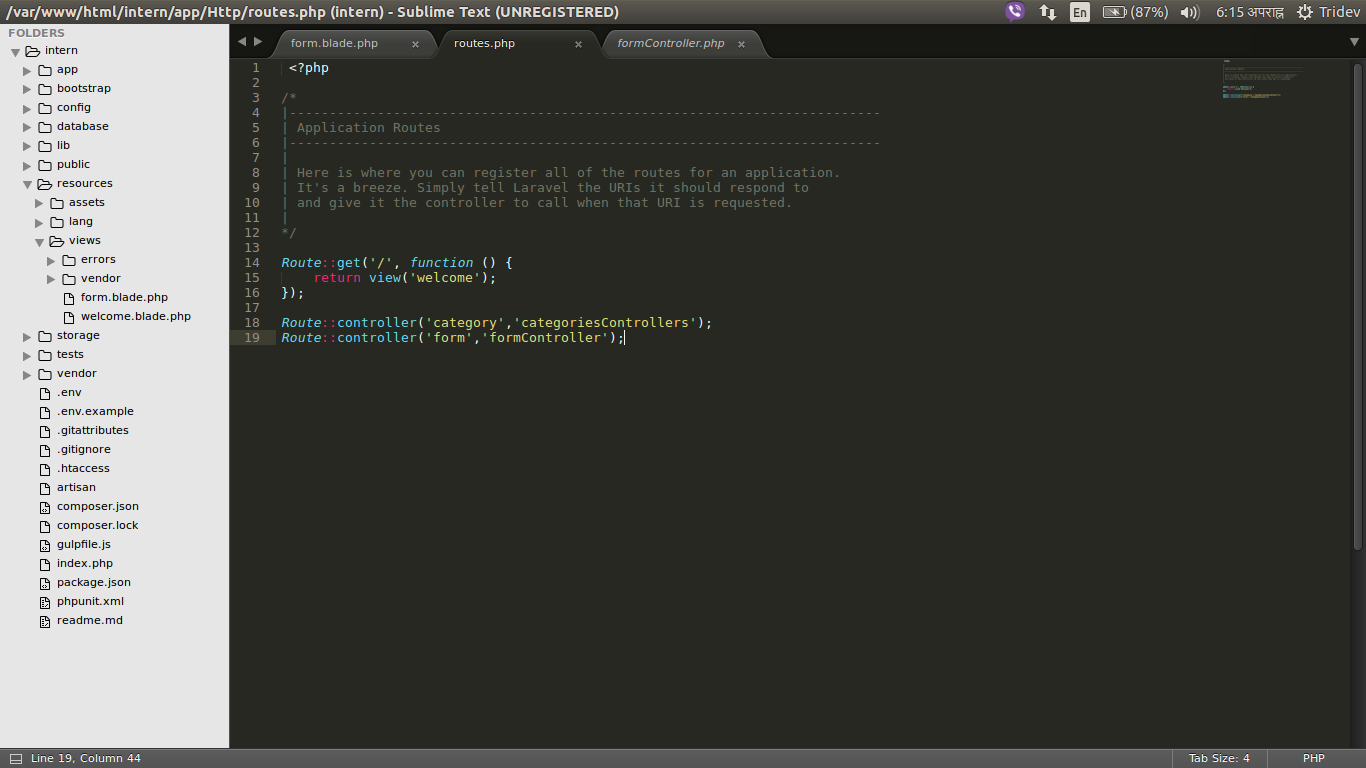 /var/www/html/intern/app/Http/routes.php (intern) - Sublime Text (UNREGISTERED)
En
(87%)
6:15 अपराह्न
Tridev
FOLDERS
intern
app
bootstrap
config
database
lib
public
resources
assets
lang
views
errors
vendor
form.blade.php
welcome.blade.php
storage
tests
vendor
.env
.env.example
.gitattributes
.gitignore
.htaccess
artisan
composer.json
composer.lock
gulpfile.js
index.php
package.json
phpunit.xml
readme.md
form.blade.php
routes.php
formController.php
1 <?php
2
3 /*
4 |--------------------------------------------------------------------------
5 | Application Routes
6 |--------------------------------------------------------------------------
7 |
8 | Here is where you can register all of the routes for an application.
9 | It's a breeze. Simply tell Laravel the URIs it should respond to
10 | and give it the controller to call when that URI is requested.
11 |
12 */
13
14 Route::get('/', function () {
15     return view('welcome');
16 });
17
18 Route::controller('category','categoriesControllers');
19 Route::controller('form','formController');
Line 19, Column 44
Tab Size: 4
PHP